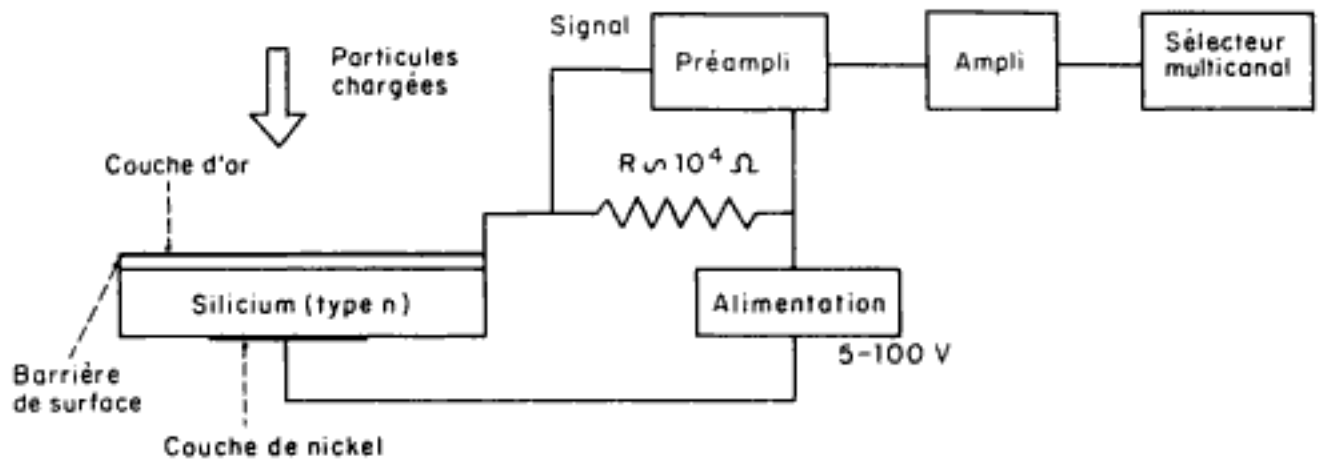 Signal
Préampli
Ampli
Sélecteur
multicanal
Particules
chargées
Couche d'or
R ∽ 10⁴ Ω
Silicium (type n)
Alimentation
5-100 V
Barrière
de surface
Couche de nickel